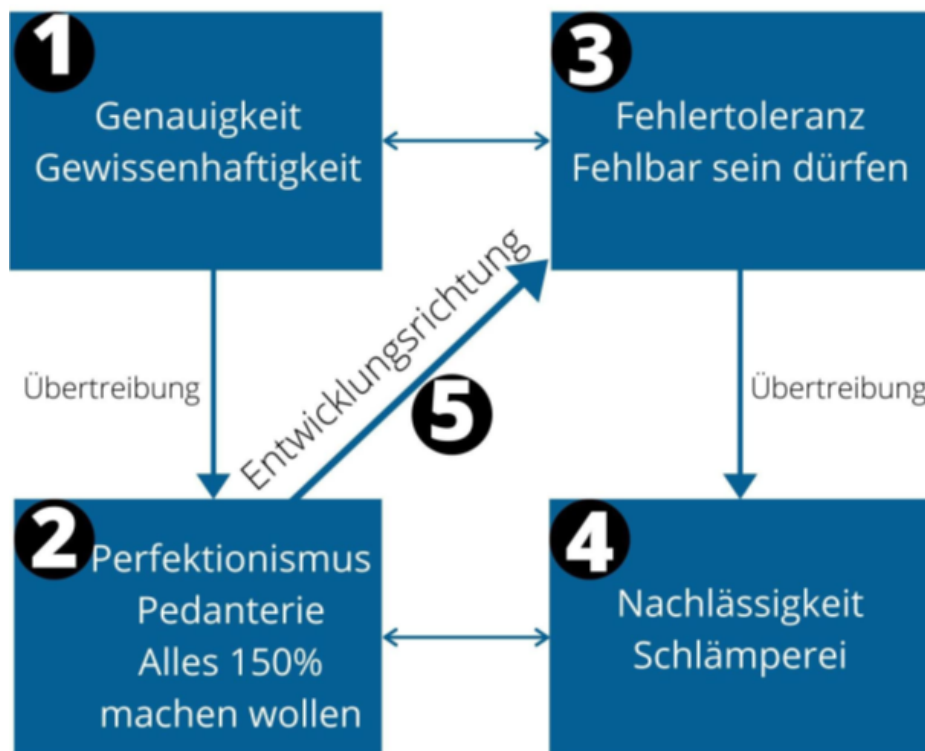 1
Genauigkeit
Gewissenhaftigkeit
3
Fehlertoleranz
Fehlbar sein dürfen
Übertreibung
Entwicklungsrichtung
5
Übertreibung
2
Perfektionismus
Pedanterie
Alles 150%
machen wollen
4
Nachlässigkeit
Schlämperei